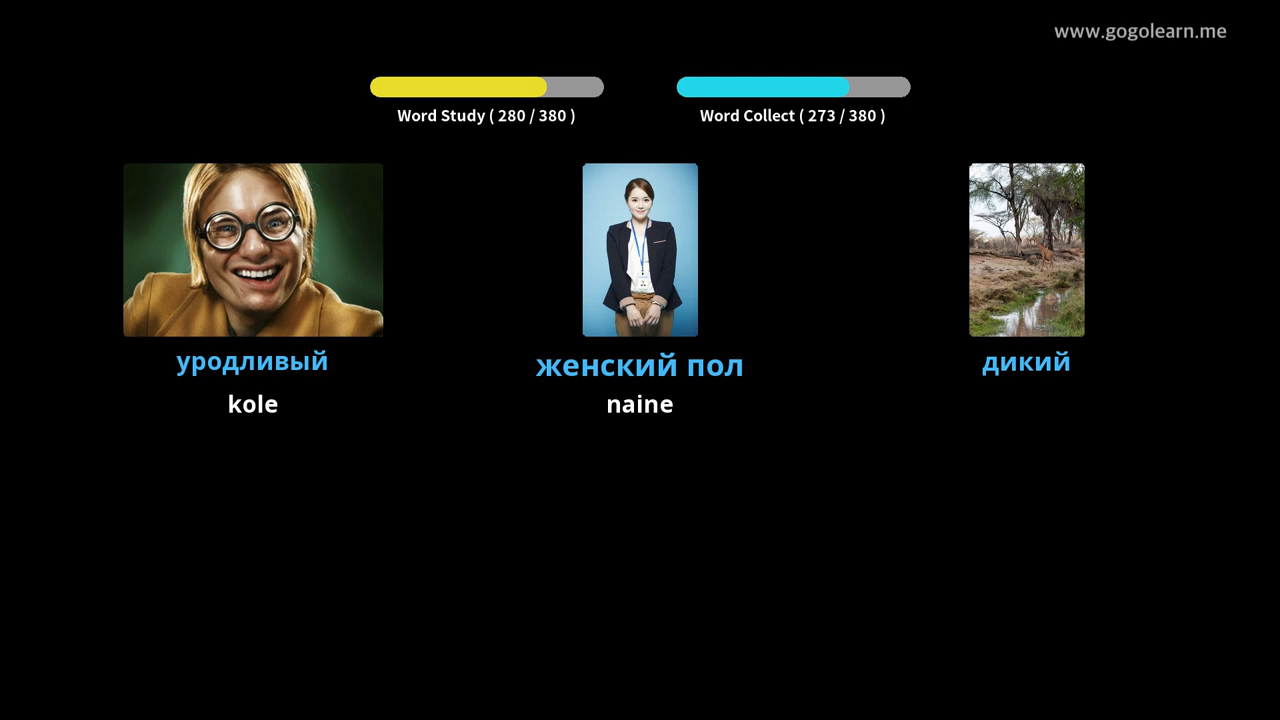 www.gogolearn.me
Word Study ( 280 / 380 )
Word Collect ( 273 / 380 )
уродливый
женский пол
дикий
kole
naine